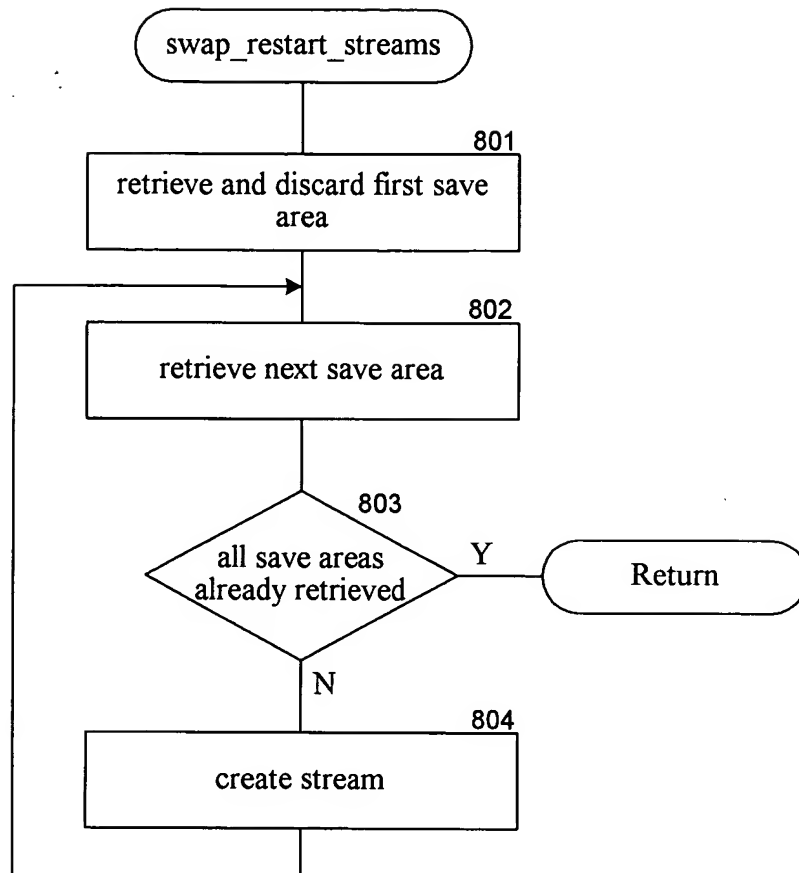 swap_restart_streams
801
retrieve and discard first save
area
802
retrieve next save area
803
all save areas
already retrieved
Y
Return
N
804
create stream